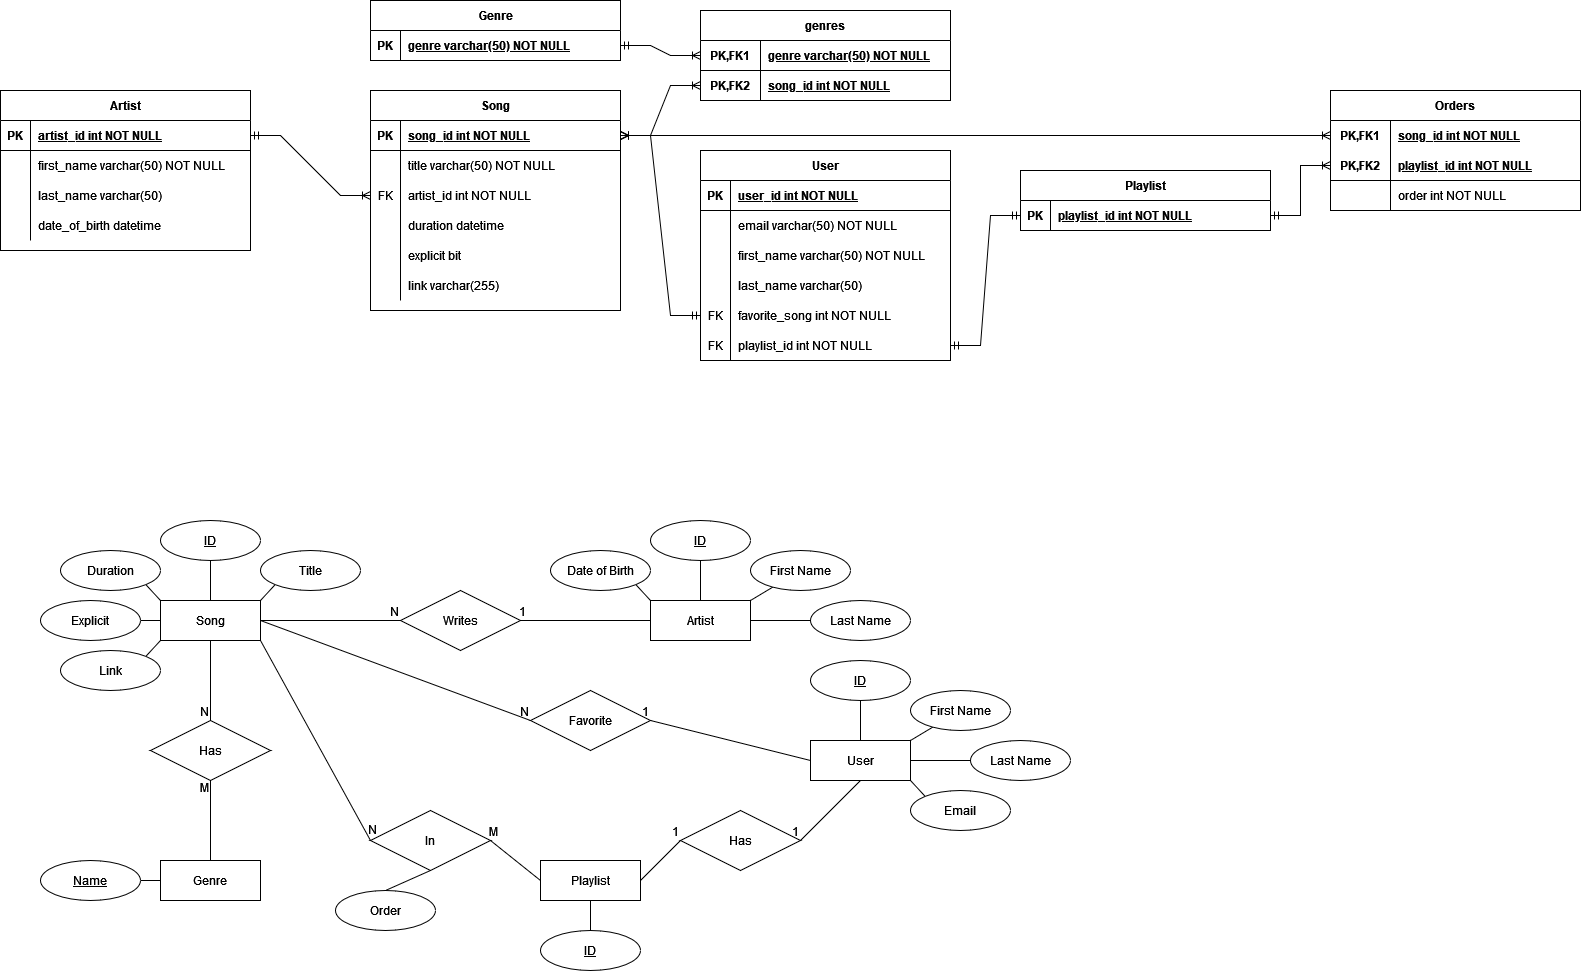 Genre
PK genre varchar(50) NOT NULL
genres
PK,FK1 genre varchar(50) NOT NULL
PK,FK2 song_id int NOT NULL
Artist
PK artist_id int NOT NULL
first_name varchar(50) NOT NULL
last_name varchar(50)
date_of_birth datetime
Song
PK song_id int NOT NULL
title varchar(50) NOT NULL
FK artist_id int NOT NULL
duration datetime
explicit bit
link varchar(255)
User
PK user_id int NOT NULL
email varchar(50) NOT NULL
first_name varchar(50) NOT NULL
last_name varchar(50)
FK favorite_song int NOT NULL
FK playlist_id int NOT NULL
Playlist
PK playlist_id int NOT NULL
Orders
PK,FK1 song_id int NOT NULL
PK,FK2 playlist_id int NOT NULL
order int NOT NULL
ID
Duration
Title
Explicit
Song
Link
N
Writes
1
ID
Date of Birth
First Name
Artist
Last Name
N
Favorite
1
ID
First Name
User
Last Name
Email
N
Has
M
Name
Genre
N
In
M
Order
Playlist
ID
1
Has
1